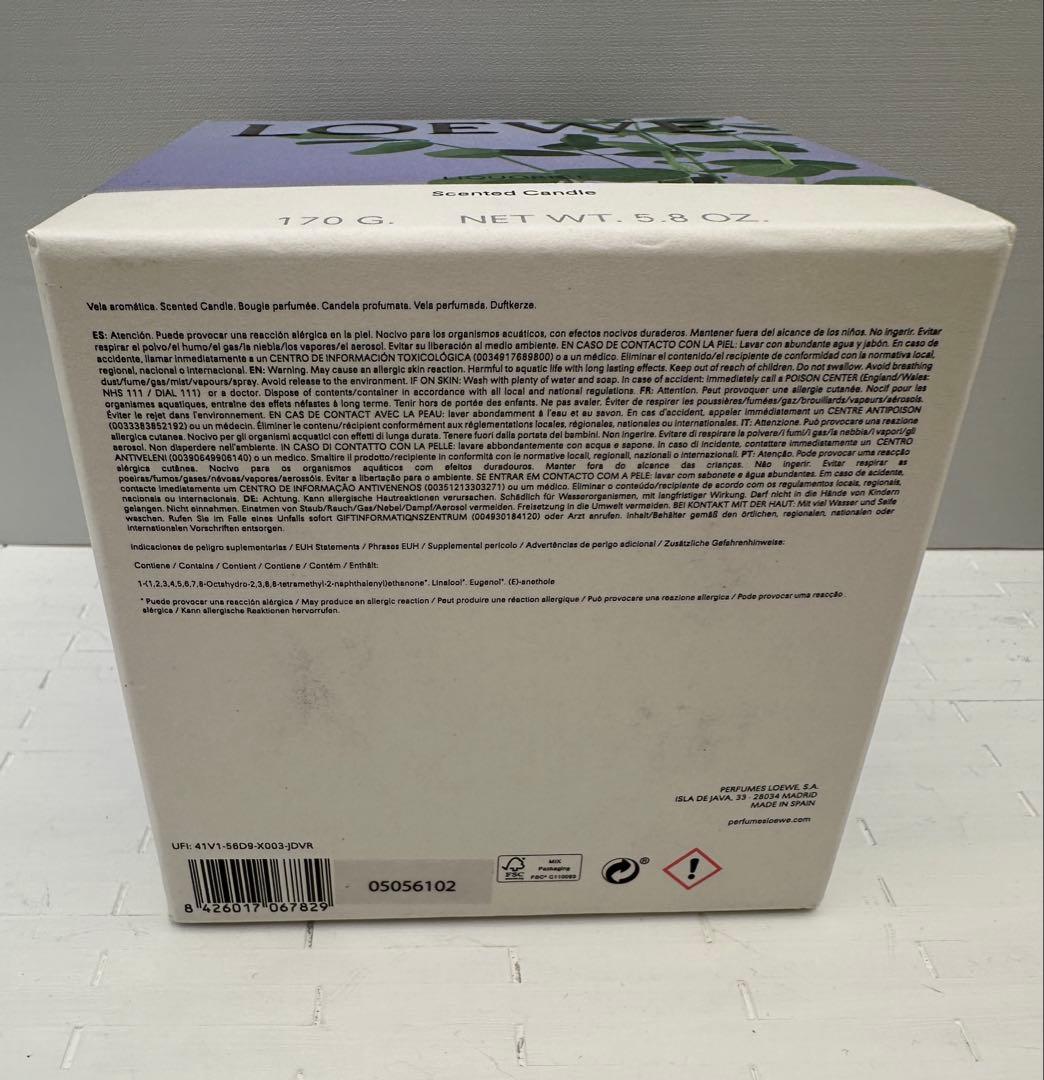 LOEWE
Scented Candle
170 G. NET WT. 5.8 OZ.
Vela aromática. Scented Candle. Bougie parfumée. Candela profumata. Vela perfumada. Duftkerze.
ES: Atención. Puede provocar una reacción alérgica en la piel. Nocivo para los organismos acuáticos, con efectos nocivos duraderos. Mantener fuera del alcance de los niños. No ingerir. Evitar
respirar el polvo/el humo/el gas/la niebla/los vapores/el aerosol. Evitar su liberación al medio ambiente. EN CASO DE CONTACTO CON LA PIEL: Lavar con abundante agua y jabón. En caso de
accidente, llamar inmediatamente a un CENTRO DE INFORMACIÓN TOXICOLÓGICA (0034917689800) o a un médico. Eliminar el contenido/el recipiente de conformidad con la normativa local,
regional, nacional o internacional. EN: Warning. May cause an allergic skin reaction. Harmful to aquatic life with long lasting effects. Keep out of reach of children. Do not swallow. Avoid breathing
dust/fume/gas/mist/vapours/spray. Avoid release to the environment. IF ON SKIN: Wash with plenty of water and soap. In case of accident: immediately call a POISON CENTER (England/Wales:
NHS 111 / DIAL 111) or a doctor. Dispose of contents/container in accordance with all local and national regulations. FR: Attention. Peut provoquer une allergie cutanée. Nocif pour les
organismes aquatiques, entraîne des effets néfastes à long terme. Tenir hors de portée des enfants. Ne pas avaler. Éviter de respirer les poussières/fumées/gaz/brouillards/vapeurs/aérosols.
Éviter le rejet dans l'environnement. EN CAS DE CONTACT AVEC LA PEAU: laver abondamment à l'eau et au savon. En cas d'accident, appeler immédiatement un CENTRE ANTIPOISON
(0033383852192) ou un médecin. Éliminer le contenu/récipient conformément aux réglementations locales, régionales, nationales ou internationales. IT: Attenzione. Può provocare una reazione
allergica cutanea. Nocivo per gli organismi acquatici con effetti di lunga durata. Tenere fuori dalla portata dei bambini. Non ingerire. Evitare di respirare la polvere/i fumi/i gas/la nebbia/i vapori/gli
aerosol. Non disperdere nell'ambiente. IN CASO DI CONTATTO CON LA PELLE: lavare abbondantemente con acqua e sapone. In caso di incidente, contattare immediatamente un CENTRO
ANTIVELENI (00390649906140) o un medico. Smaltire il prodotto/recipiente in conformità con le normative locali, regionali, nazionali o internazionali. PT: Atenção. Pode provocar uma reacção
alérgica cutânea. Nocivo para os organismos aquáticos com efeitos duradouros. Manter fora do alcance das crianças. Não ingerir. Evitar respirar as
poeiras/fumos/gases/névoas/vapores/aerossóis. Evitar a libertação para o ambiente. SE ENTRAR EM CONTACTO COM A PELE: lavar com sabonete e água abundantes. Em caso de acidente,
contacte imediatamente um CENTRO DE INFORMAÇÃO ANTIVENENOS (00351213303271) ou um médico. Eliminar o conteúdo/recipiente de acordo com os regulamentos locais, regionais,
nacionais ou internacionais. DE: Achtung. Kann allergische Hautreaktionen verursachen. Schädlich für Wasserorganismen, mit langfristiger Wirkung. Darf nicht in die Hände von Kindern
gelangen. Nicht einnehmen. Einatmen von Staub/Rauch/Gas/Nebel/Dampf/Aerosol vermeiden. Freisetzung in die Umwelt vermeiden. BEI KONTAKT MIT DER HAUT: Mit viel Wasser und Seife
waschen. Rufen Sie im Falle eines Unfalls sofort GIFTINFORMATIQNSZENTRUM (004930184120) oder Arzt anrufen. Inhalt/Behälter gemäß den örtlichen, regionalen, nationalen oder
internationalen Vorschriften entsorgen.
Indicaciones de peligro suplementarias / EUH Statements / Phrases EUH / Supplemental pericolo / Advertências de perigo adicional / Zusätzliche Gefahrenhinweise:
Contiene / Contains / Contient / Contiene / Contém / Enthält:
1-(1,2,3,4,5,6,7,8-Octahydro-2,3,8,8-tetramethyl-2-naphthalenyl)ethanone*. Linalool*. Eugenol*. (E)-anethole
* Puede provocar una reacción alérgica / May produce an allergic reaction / Peut produire une réaction allergique / Può provocare una reazione allergica / Pode provocar uma reacção
alérgica / Kann allergische Reaktionen hervorrufen.
PERFUMES LOEWE, S.A.
ISLA DE JAVA, 33 - 28034 MADRID
MADE IN SPAIN
perfumesloewe.com
UFI: 41V1-56D9-X003-JDVR
8 426017 067829
05056102
FSC
MIX
Packaging
FSC® C110083